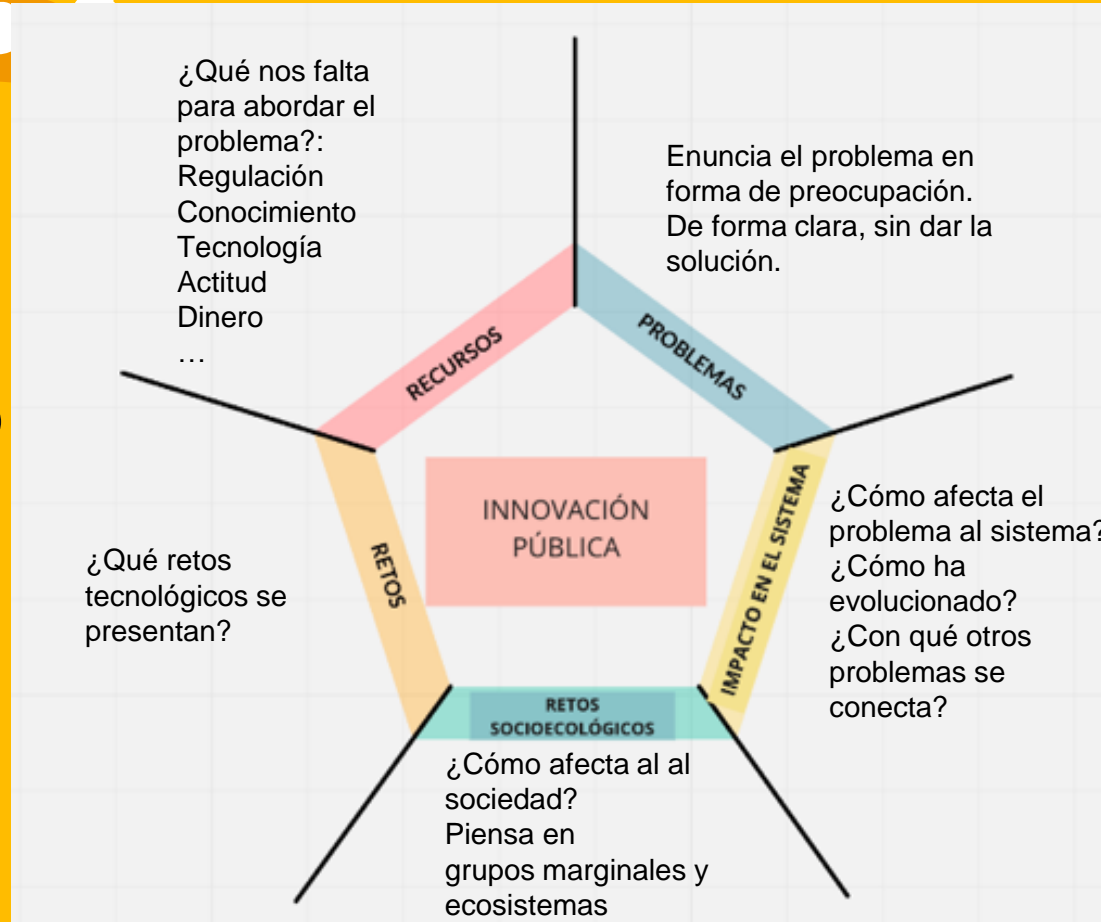 ¿Qué nos falta
para abordar el
problema?:
Regulación
Conocimiento
Tecnología
Actitud
Dinero
…
Enuncia el problema en
forma de preocupación.
De forma clara, sin dar la
solución.
RECURSOS
PROBLEMAS
INNOVACIÓN
PÚBLICA
IMPACTO EN EL SISTEMA
¿Cómo afecta el
problema al sistema?
¿Cómo ha
evolucionado?
¿Con qué otros
problemas se
conecta?
RETOS
¿Qué retos
tecnológicos se
presentan?
RETOS
SOCIOECOLÓGICOS
¿Cómo afecta al al
sociedad?
Piensa en
grupos marginales y
ecosistemas